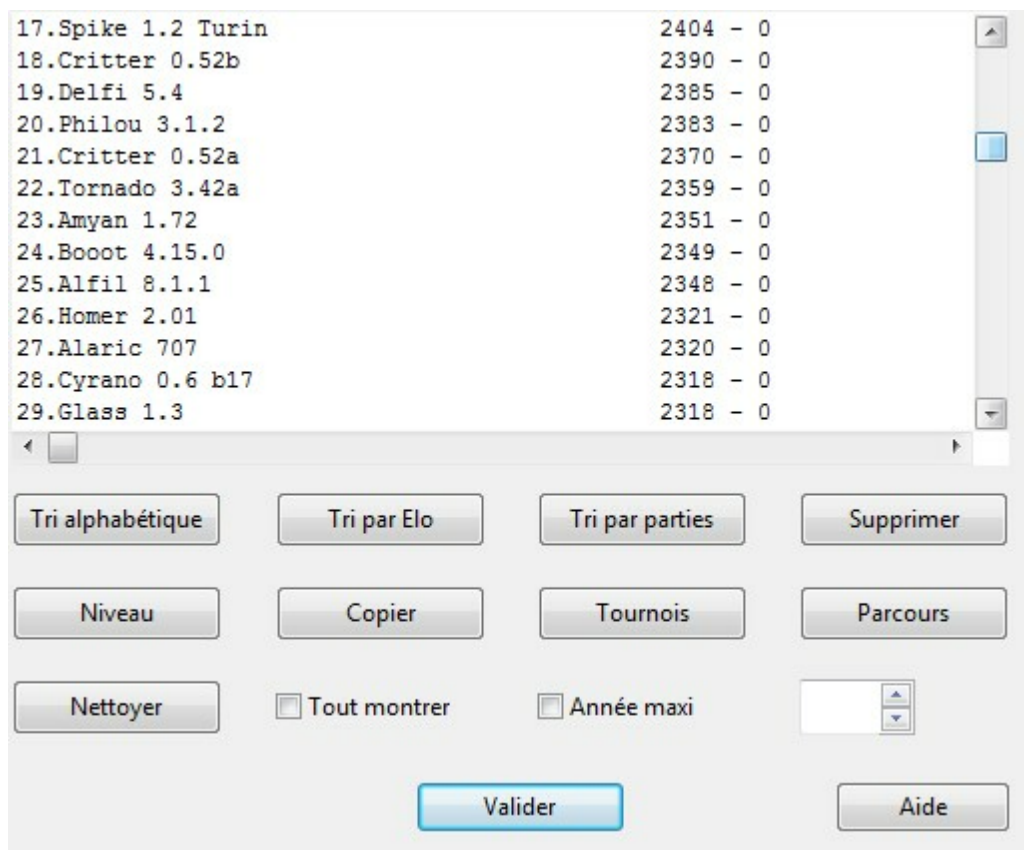 17.Spike 1.2 Turin 2404 - 0
18.Critter 0.52b 2390 - 0
19.Delfi 5.4 2385 - 0
20.Philou 3.1.2 2383 - 0
21.Critter 0.52a 2370 - 0
22.Tornado 3.42a 2359 - 0
23.Amyan 1.72 2351 - 0
24.Booot 4.15.0 2349 - 0
25.Alfil 8.1.1 2348 - 0
26.Homer 2.01 2321 - 0
27.Alaric 707 2320 - 0
28.Cyrano 0.6 b17 2318 - 0
29.Glass 1.3 2318 - 0
Tri alphabétique Tri par Elo Tri par parties Supprimer
Niveau Copier Tournois Parcours
Nettoyer Tout montrer Année maxi
Valider Aide